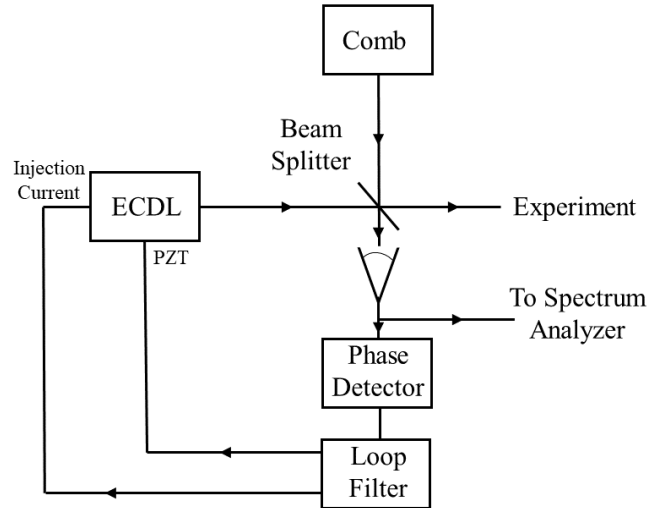 Comb
Beam
Splitter
Injection
Current
ECDL
Experiment
PZT
To Spectrum
Analyzer
Phase
Detector
Loop
Filter